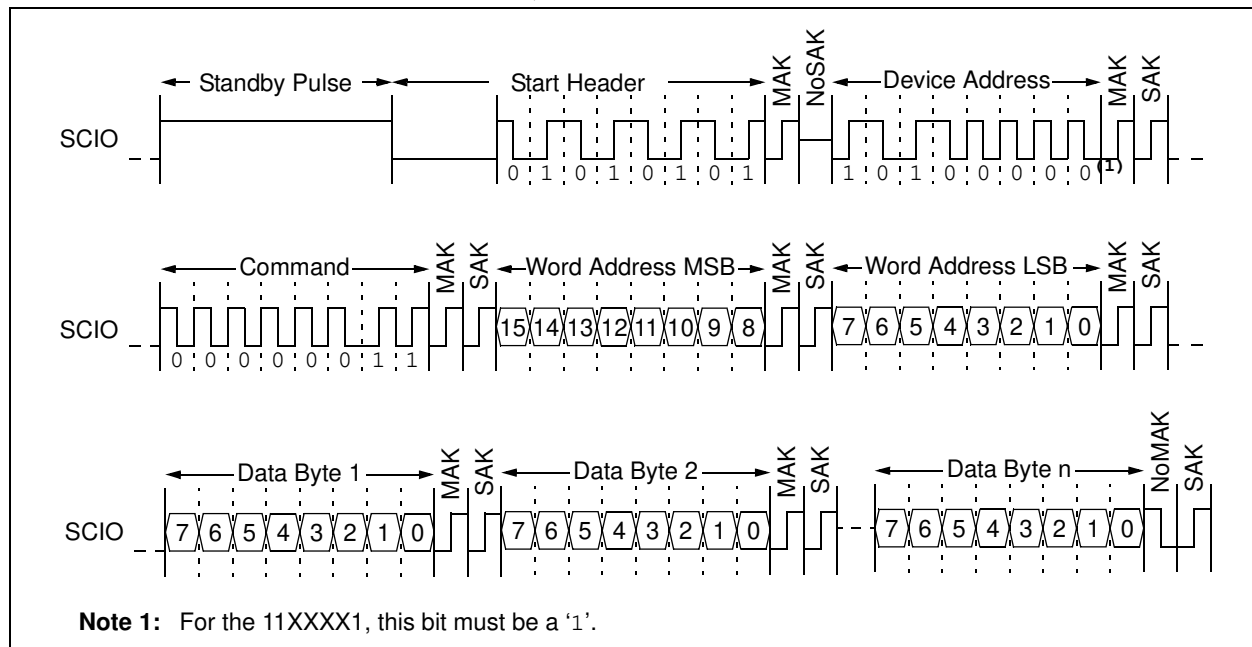 Standby Pulse Start Header MAK NoSAK Device Address MAK SAK
SCIO
0 1 0 1 0 1 0 1 1 0 1 0 0 0 0 0(1)
Command MAK SAK Word Address MSB MAK SAK Word Address LSB MAK SAK
SCIO
15 14 13 12 11 10 9 8 7 6 5 4 3 2 1 0
0 0 0 0 0 0 1 1
Data Byte 1 MAK SAK Data Byte 2 MAK SAK Data Byte n NoMAK SAK
SCIO
7 6 5 4 3 2 1 0 7 6 5 4 3 2 1 0 7 6 5 4 3 2 1 0
Note 1: For the 11XXXX1, this bit must be a ‘1’.